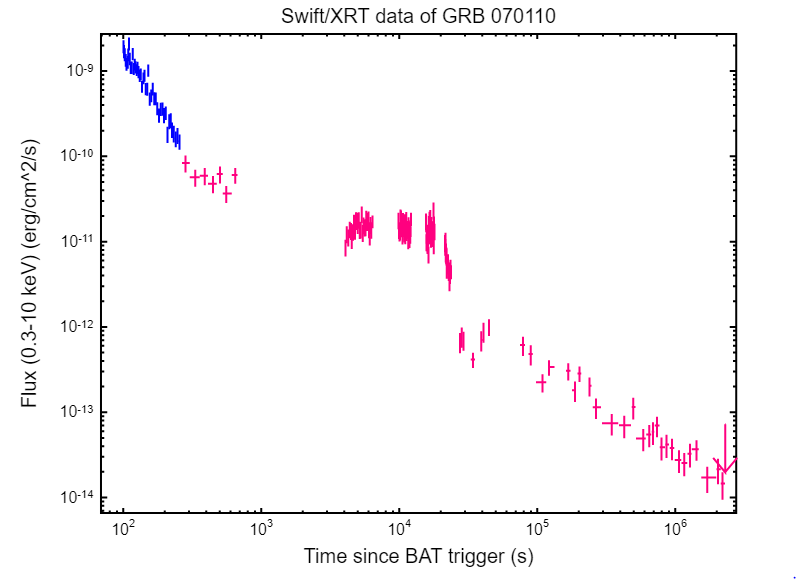 Swift/XRT data of GRB 070110
Flux (0.3-10 keV) (erg/cm^2/s)
10⁻⁹
10⁻¹⁰
10⁻¹¹
10⁻¹²
10⁻¹³
10⁻¹⁴
10² 10³ 10⁴ 10⁵ 10⁶
Time since BAT trigger (s)